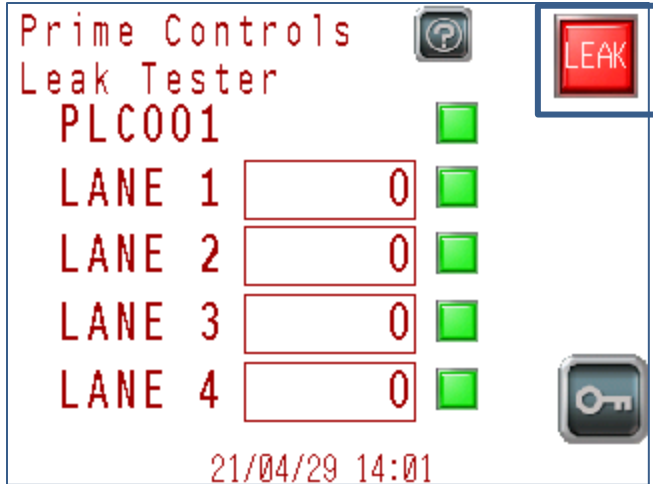 Prime Controls
Leak Tester
LEAK
PLC001
LANE 1 0
LANE 2 0
LANE 3 0
LANE 4 0
21/04/29 14:01